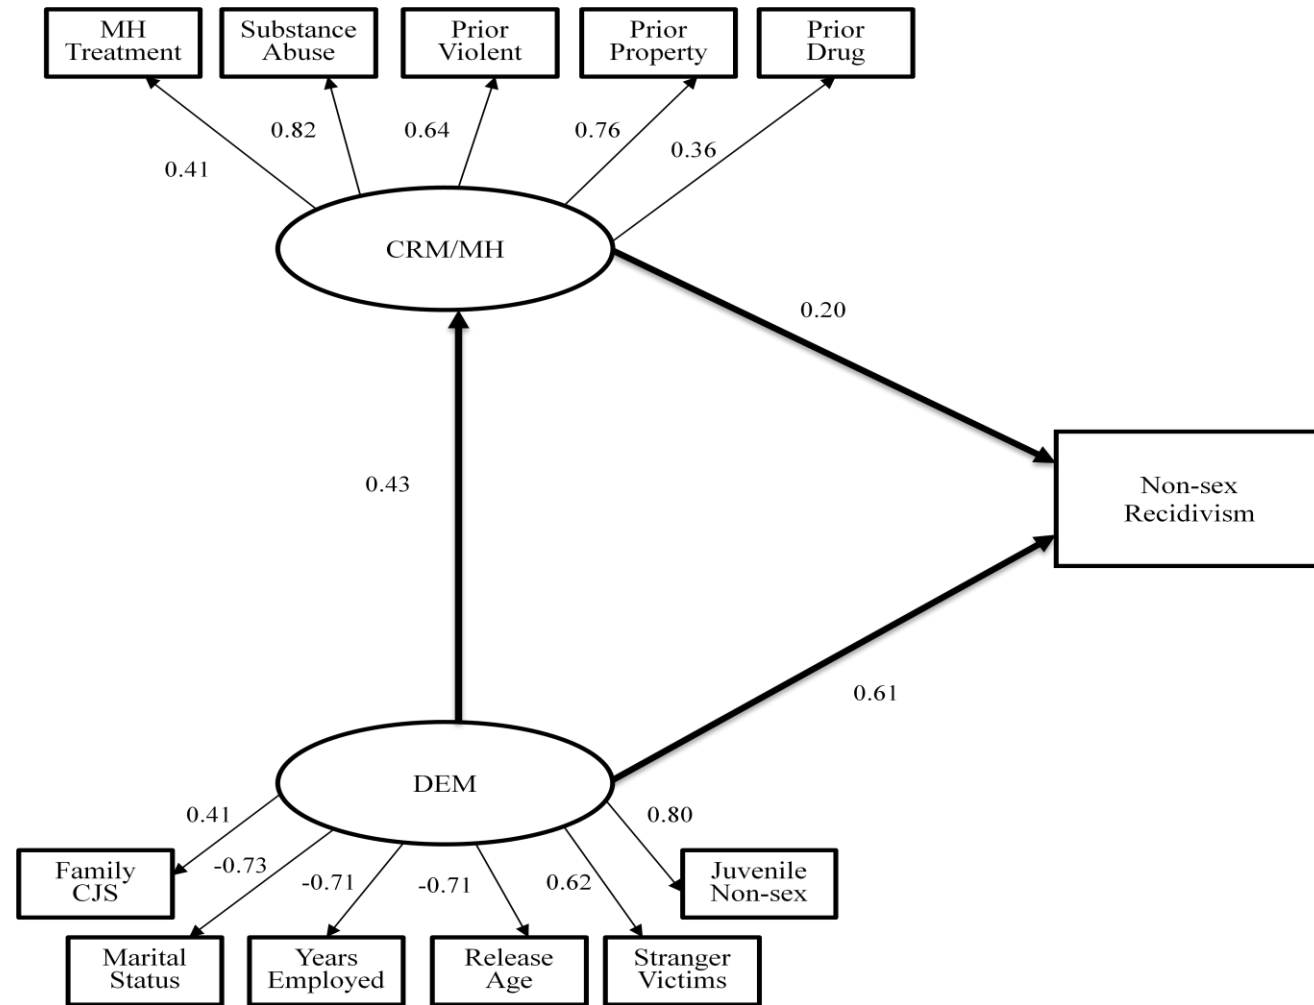 MH
Treatment
Substance
Abuse
Prior
Violent
Prior
Property
Prior
Drug
0.41
0.82
0.64
0.76
0.36
CRM/MH
0.20
0.43
Non-sex
Recidivism
0.61
DEM
0.41
-0.73
-0.71
-0.71
0.62
0.80
Family
CJS
Marital
Status
Years
Employed
Release
Age
Stranger
Victims
Juvenile
Non-sex